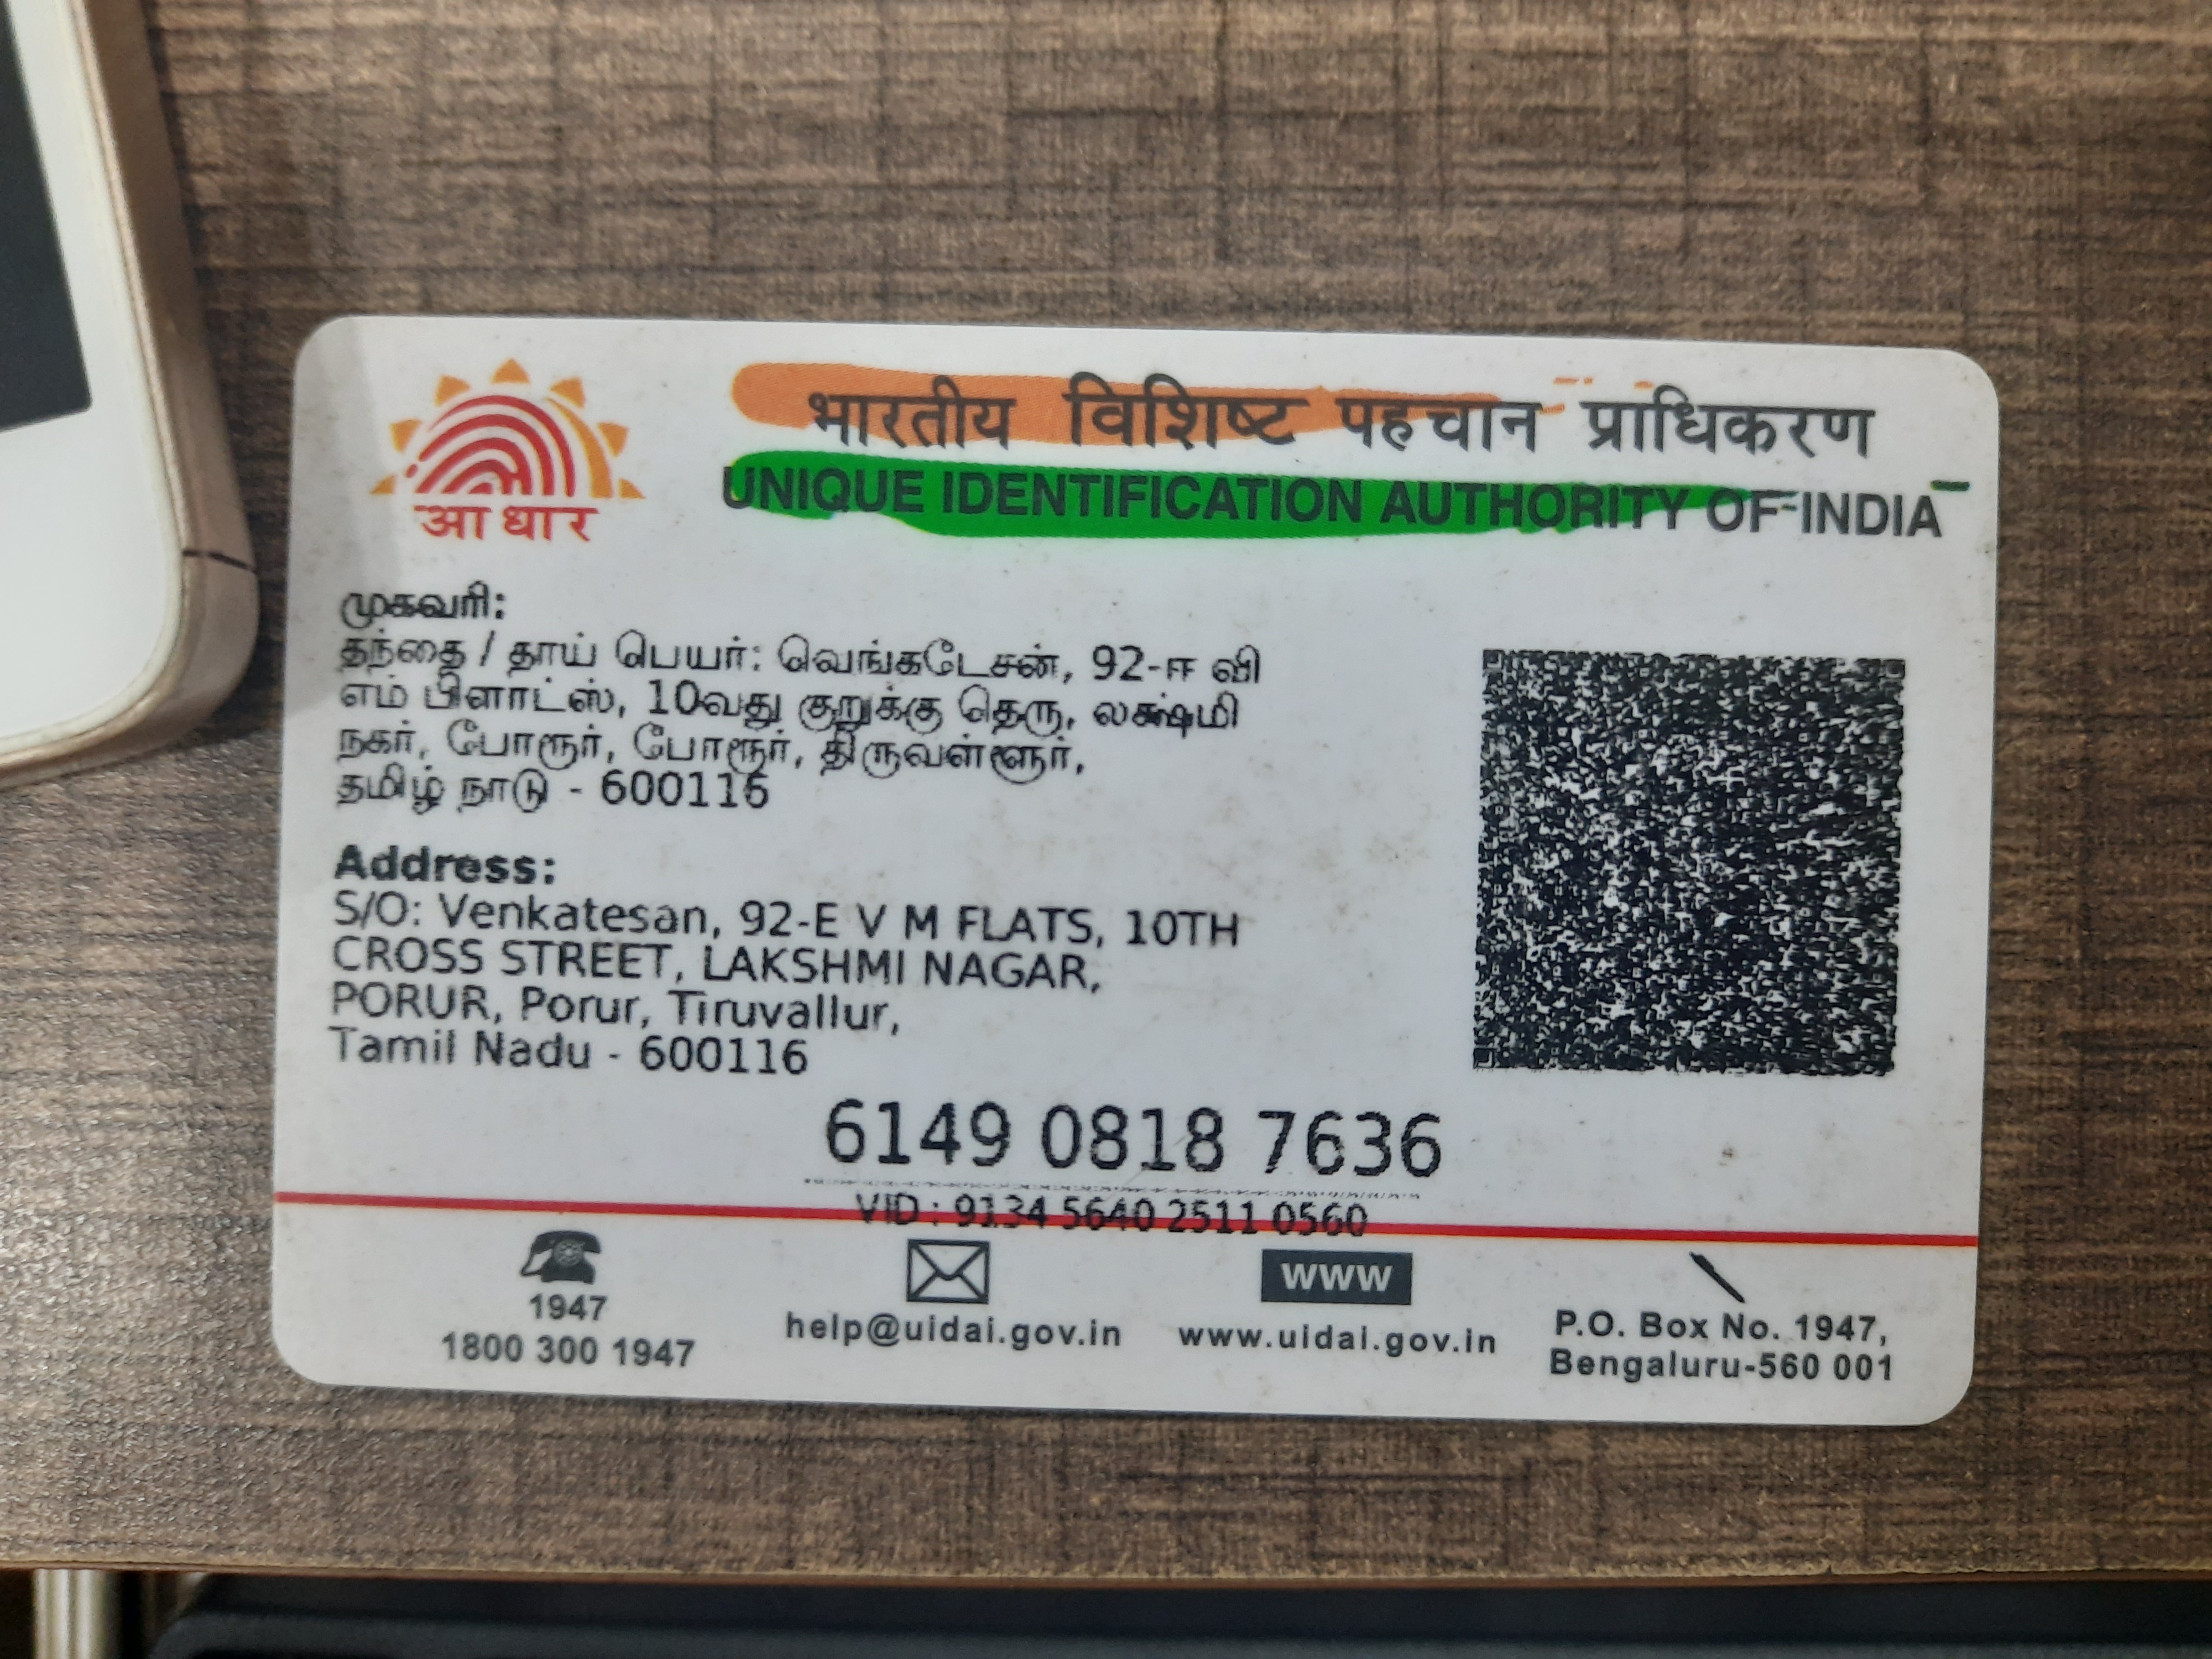 भारतीय विशिष्ट पहचान प्राधिकरण
UNIQUE IDENTIFICATION AUTHORITY OF INDIA
आधार
முகவரி:
தந்தை / தாய் பெயர்: வெங்கடேசன், 92-ஈ வி
எம் பிளாட்ஸ், 10வது குறுக்கு தெரு, லக்ஷ்மி
நகர், போரூர், போரூர், திருவள்ளூர்,
தமிழ் நாடு - 600116
Address:
S/O: Venkatesan, 92-E V M FLATS, 10TH
CROSS STREET, LAKSHMI NAGAR,
PORUR, Porur, Tiruvallur,
Tamil Nadu - 600116
6149 0818 7636
VID : 9134 5640 2511 0560
1947
1800 300 1947
help@uidai.gov.in
www
www.uidai.gov.in
P.O. Box No. 1947,
Bengaluru-560 001